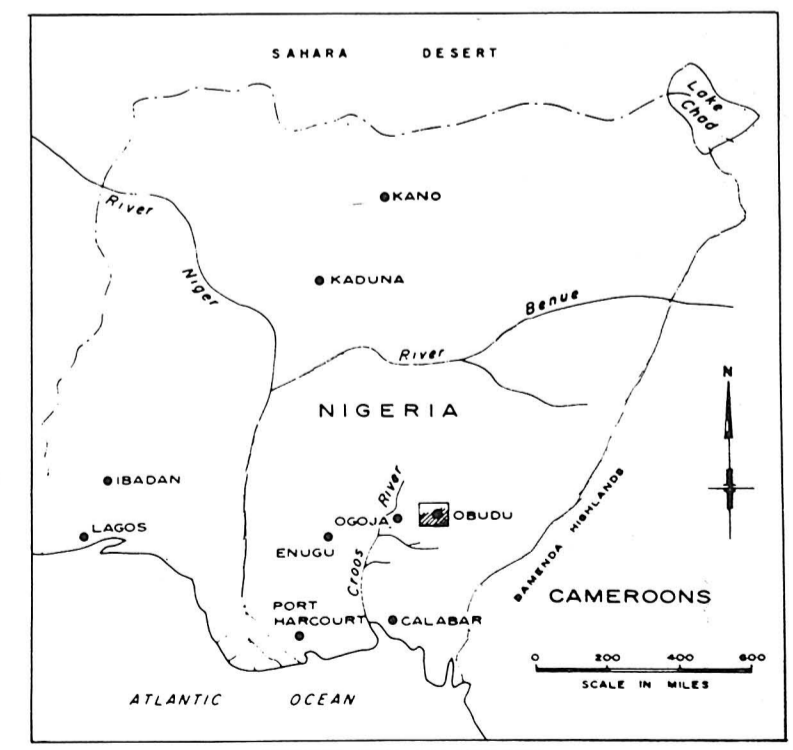 SAHARA DESERT
Lake
Chad
River
KANO
Niger
KADUNA
Benue
River
NIGERIA
N
IBADAN
River
LAGOS
OGOJA
OBUDU
ENUGU
BAMENDA HIGHLANDS
Croos
CAMEROONS
PORT
HARCOURT
CALABAR
0 200 400 600
SCALE IN MILES
ATLANTIC OCEAN